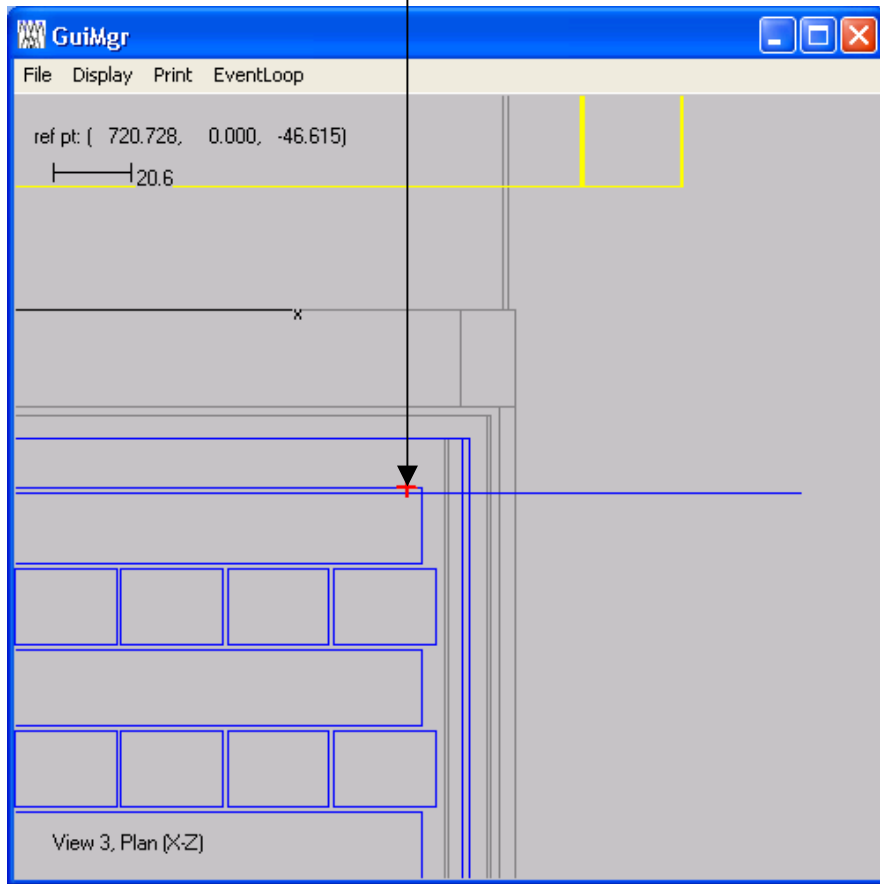 GuiMgr
File Display Print EventLoop
ref pt: ( 720.728, 0.000, -46.615)
20.6
x
View 3, Plan (X-Z)